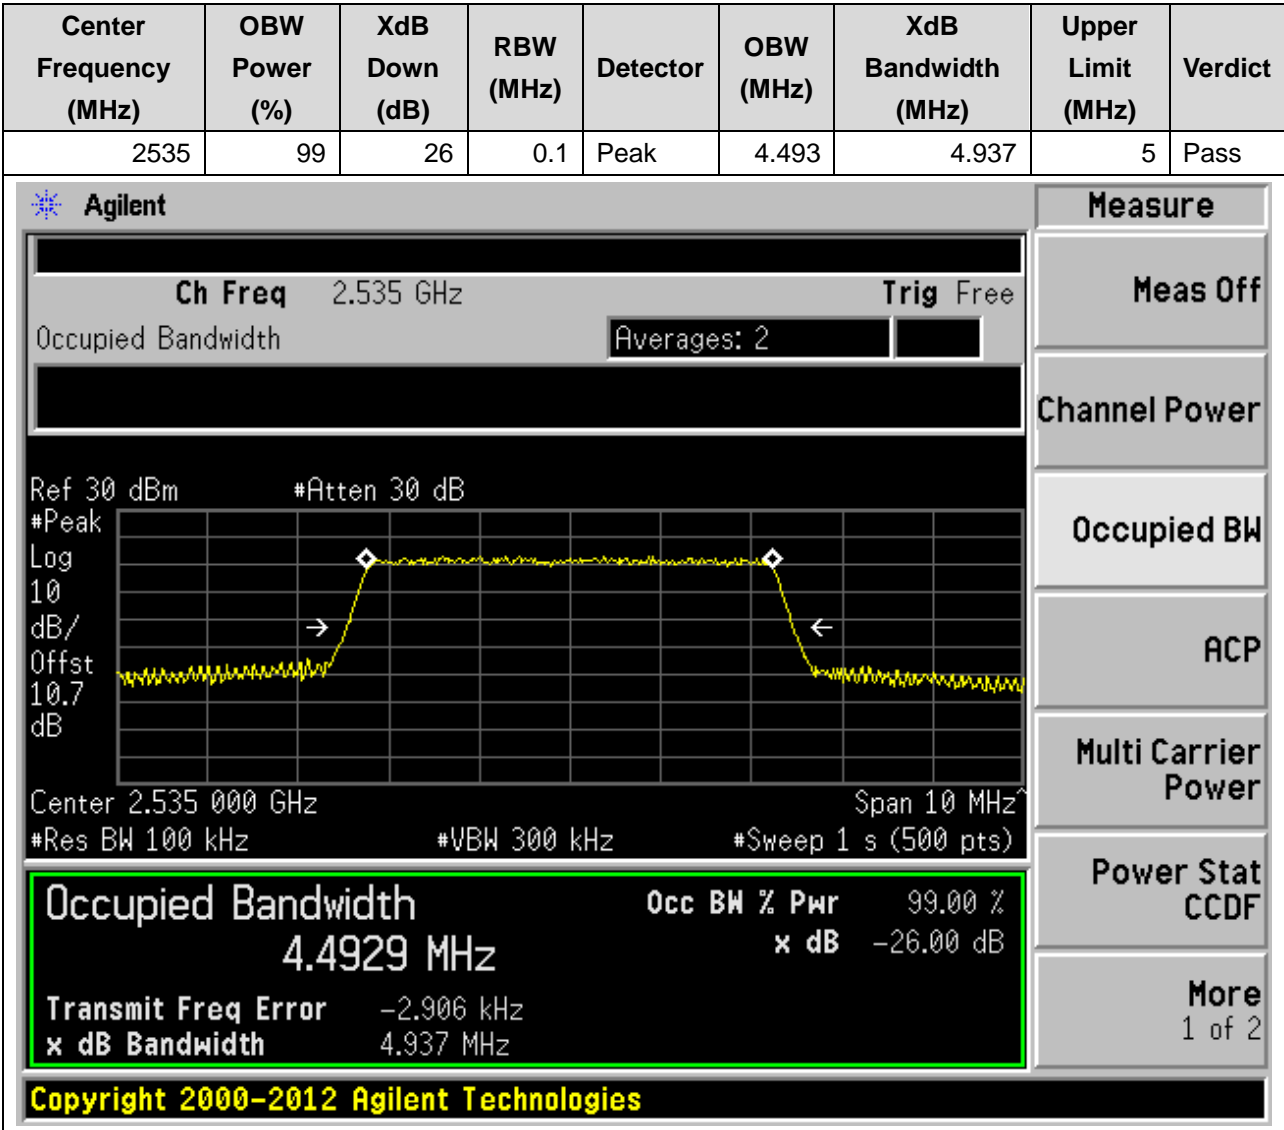 Center Frequency (MHz) OBW Power (%) XdB Down (dB) RBW (MHz) Detector OBW (MHz) XdB Bandwidth (MHz) Upper Limit (MHz) Verdict
2535 99 26 0.1 Peak 4.493 4.937 5 Pass
Agilent
Measure
Ch Freq 2.535 GHz Trig Free
Meas Off
Occupied Bandwidth Averages: 2
Channel Power
Ref 30 dBm #Atten 30 dB
#Peak
Log
10
dB/
Offst
10.7
dB
Occupied BW
ACP
Multi Carrier
Power
Center 2.535 000 GHz Span 10 MHz^
#Res BW 100 kHz #VBW 300 kHz #Sweep 1 s (500 pts)
Power Stat
CCDF
Occupied Bandwidth Occ BW % Pwr 99.00 %
4.4929 MHz x dB -26.00 dB
Transmit Freq Error -2.906 kHz
x dB Bandwidth 4.937 MHz
More
1 of 2
Copyright 2000-2012 Agilent Technologies